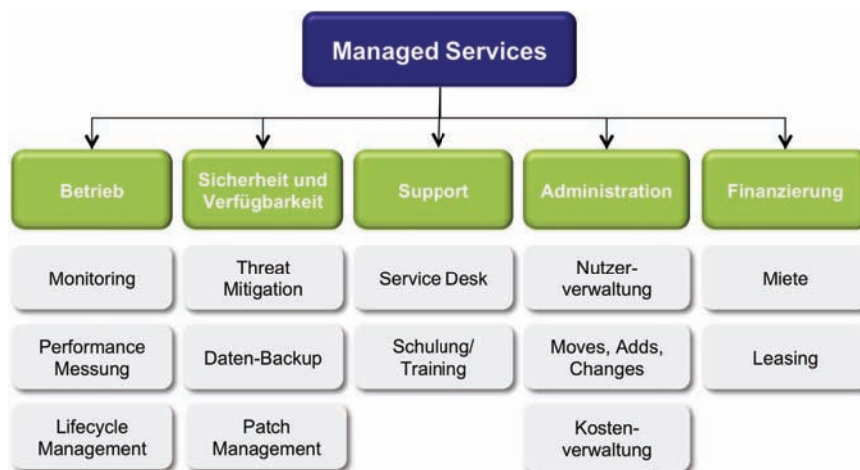 Managed Services
Betrieb
Sicherheit und
Verfügbarkeit
Support
Administration
Finanzierung
Monitoring
Threat
Mitigation
Service Desk
Nutzer-
verwaltung
Miete
Performance
Messung
Daten-Backup
Schulung/
Training
Moves, Adds,
Changes
Leasing
Lifecycle
Management
Patch
Management
Kosten-
verwaltung